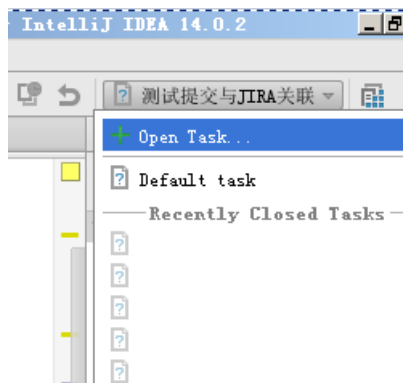 IntelliJ IDEA 14.0.2
测试提交与JIRA关联
Open Task...
Default task
Recently Closed Tasks